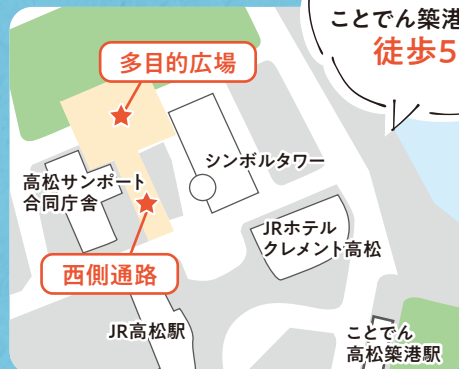 ことでん築港
徒歩5
多目的広場
シンボルタワー
高松サンポート
合同庁舎
JRホテル
クレメント高松
西側通路
JR高松駅
ことでん
高松築港駅